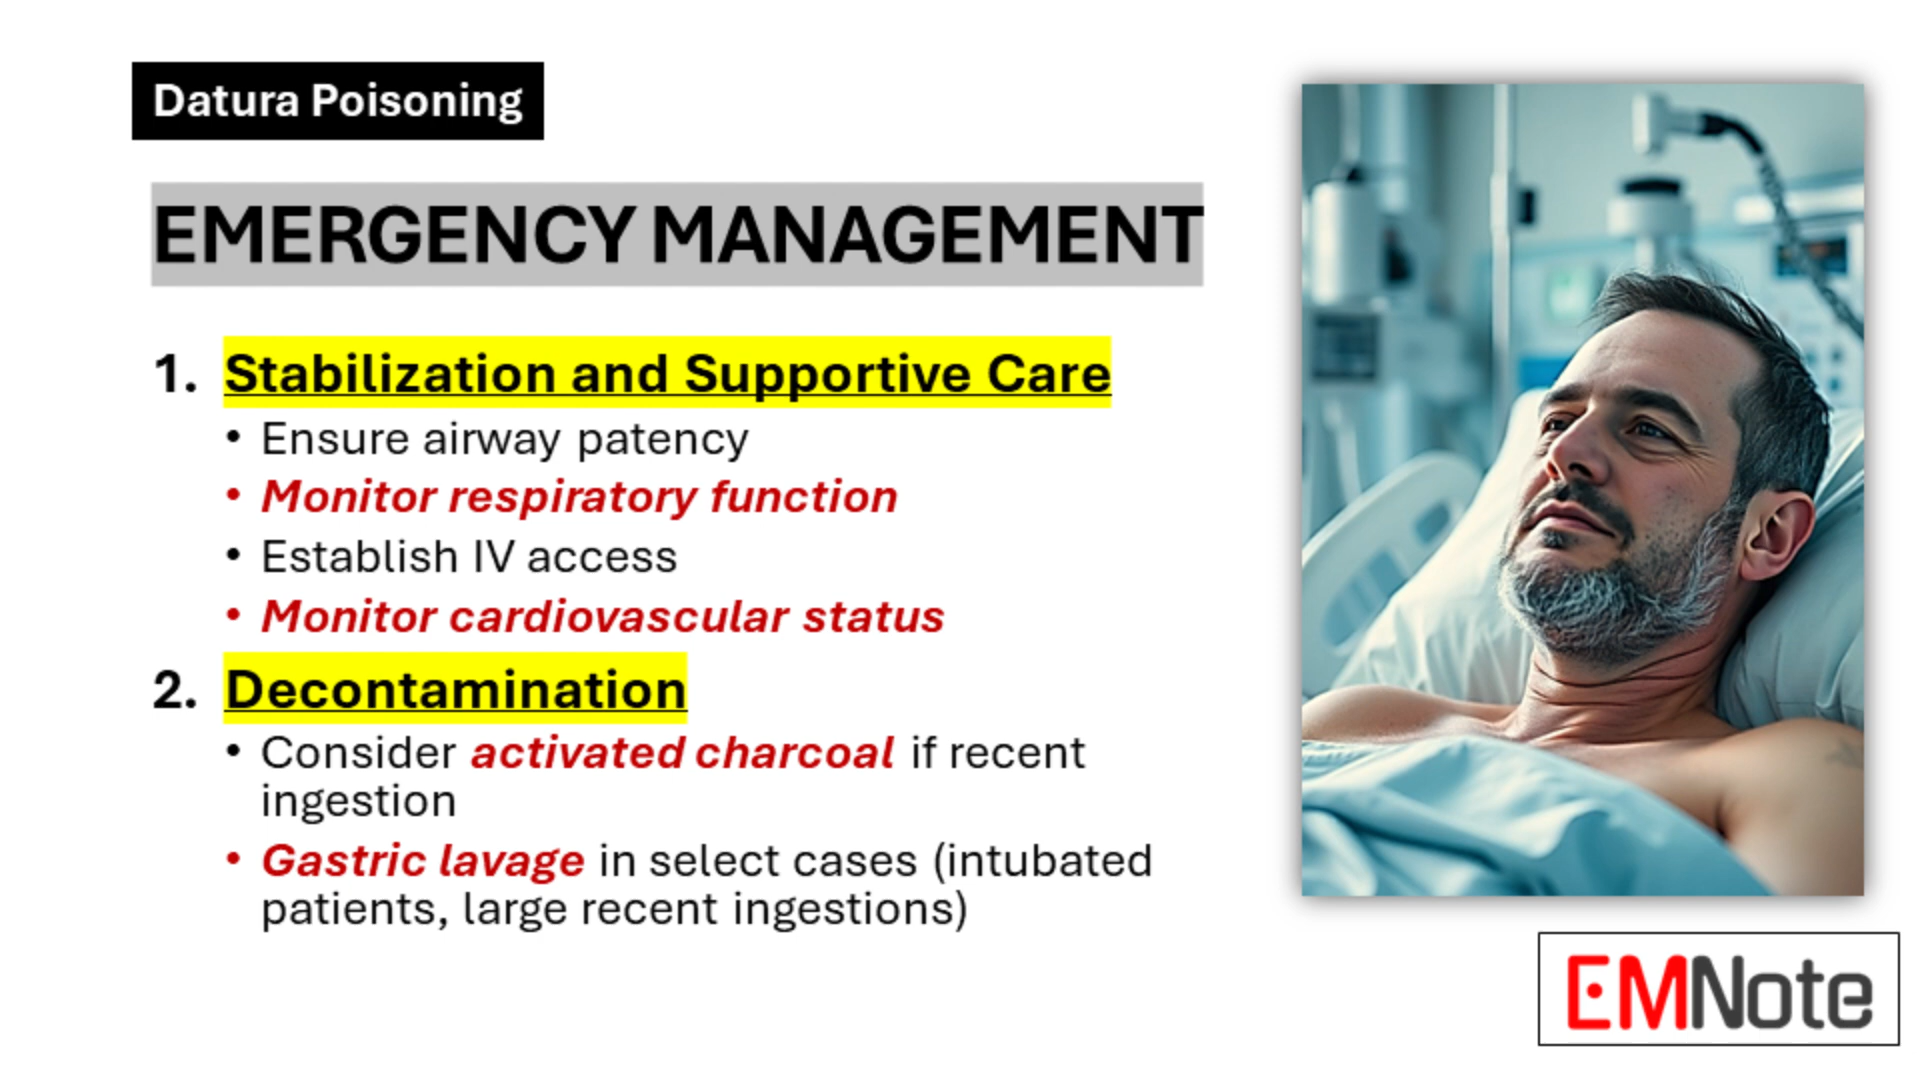 Datura Poisoning
EMERGENCY MANAGEMENT
1. Stabilization and Supportive Care
• Ensure airway patency
• Monitor respiratory function
• Establish IV access
• Monitor cardiovascular status
2. Decontamination
• Consider activated charcoal if recent
ingestion
• Gastric lavage in select cases (intubated
patients, large recent ingestions)
EMNote